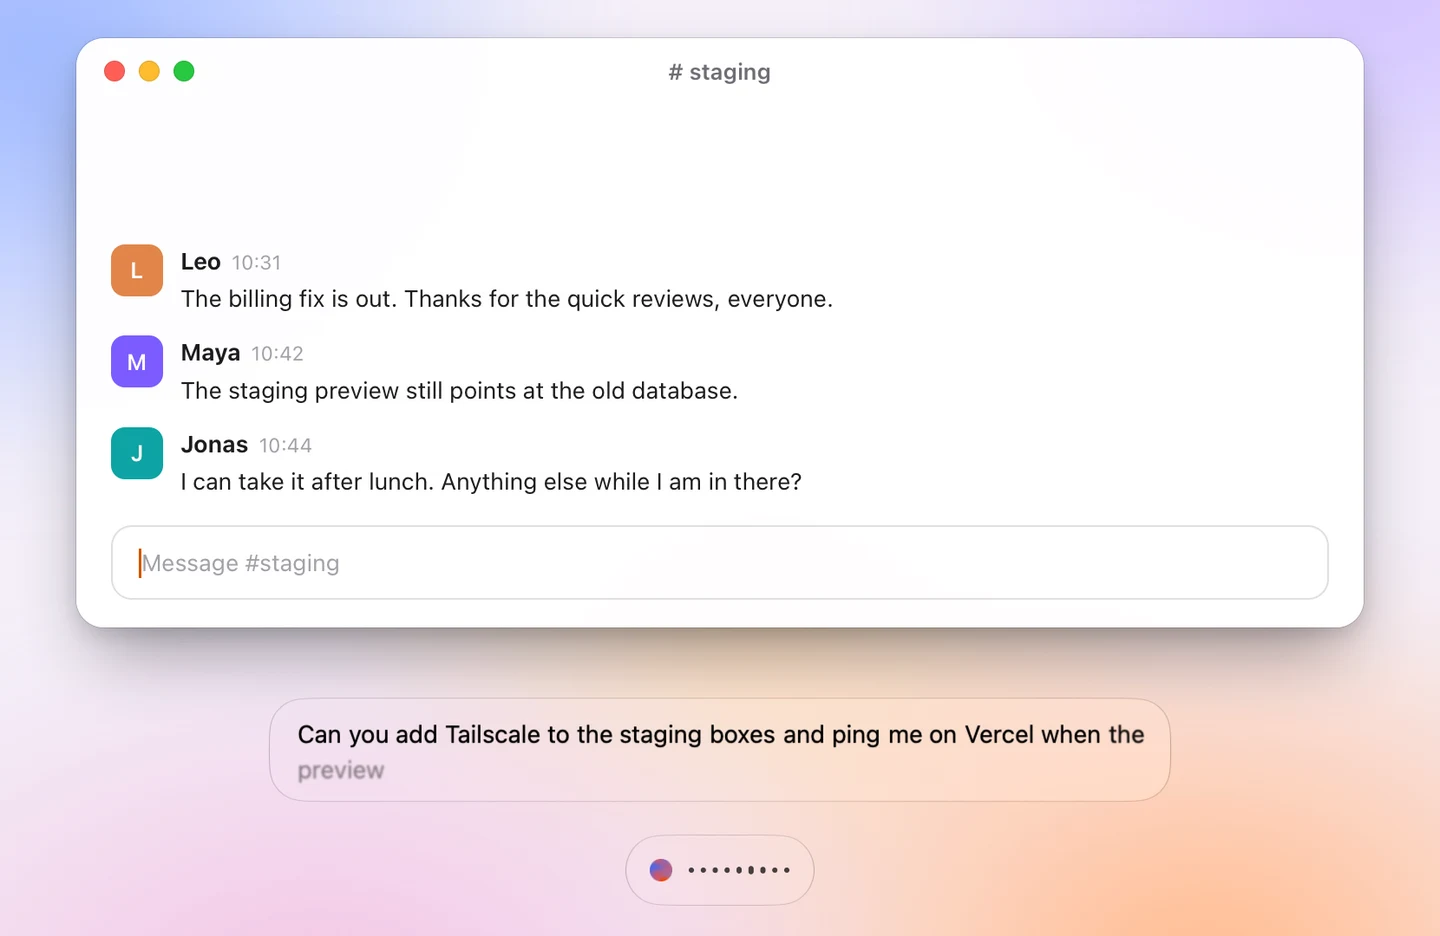 # staging
L
Leo 10:31
The billing fix is out. Thanks for the quick reviews, everyone.
M
Maya 10:42
The staging preview still points at the old database.
J
Jonas 10:44
I can take it after lunch. Anything else while I am in there?
Message #staging
Can you add Tailscale to the staging boxes and ping me on Vercel when the
preview